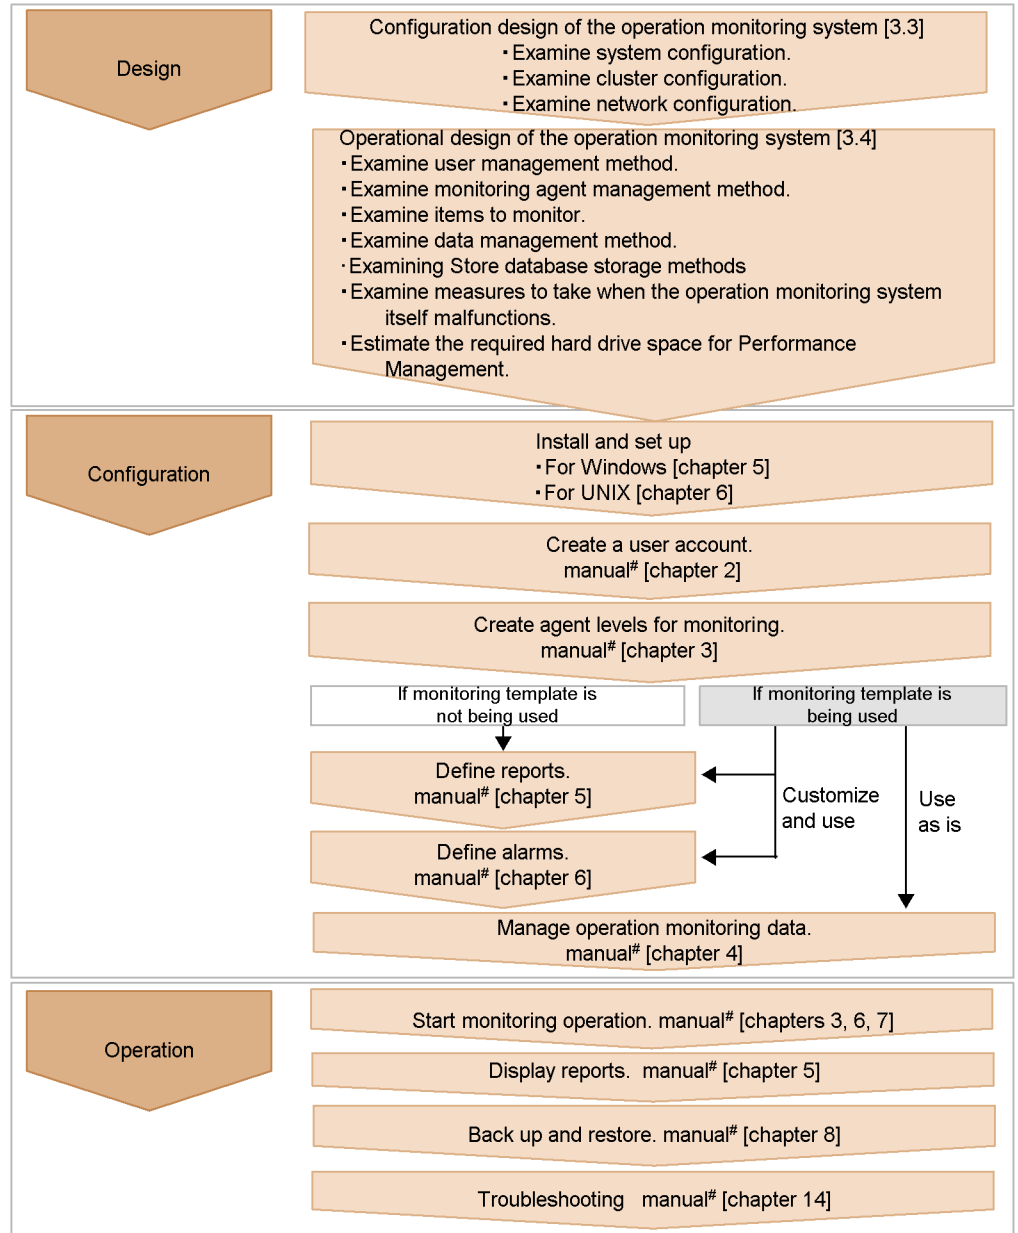 Design
Configuration design of the operation monitoring system [3.3]
・Examine system configuration.
・Examine cluster configuration.
・Examine network configuration.
Operational design of the operation monitoring system [3.4]
・Examine user management method.
・Examine monitoring agent management method.
・Examine items to monitor.
・Examine data management method.
・Examining Store database storage methods
・Examine measures to take when the operation monitoring system
itself malfunctions.
・Estimate the required hard drive space for Performance
Management.
Configuration
Install and set up
・For Windows [chapter 5]
・For UNIX [chapter 6]
Create a user account.
manual# [chapter 2]
Create agent levels for monitoring.
manual# [chapter 3]
If monitoring template is
not being used
If monitoring template is
being used
Define reports.
manual# [chapter 5]
Customize
and use
Use
as is
Define alarms.
manual# [chapter 6]
Manage operation monitoring data.
manual# [chapter 4]
Operation
Start monitoring operation. manual# [chapters 3, 6, 7]
Display reports. manual# [chapter 5]
Back up and restore. manual# [chapter 8]
Troubleshooting manual# [chapter 14]